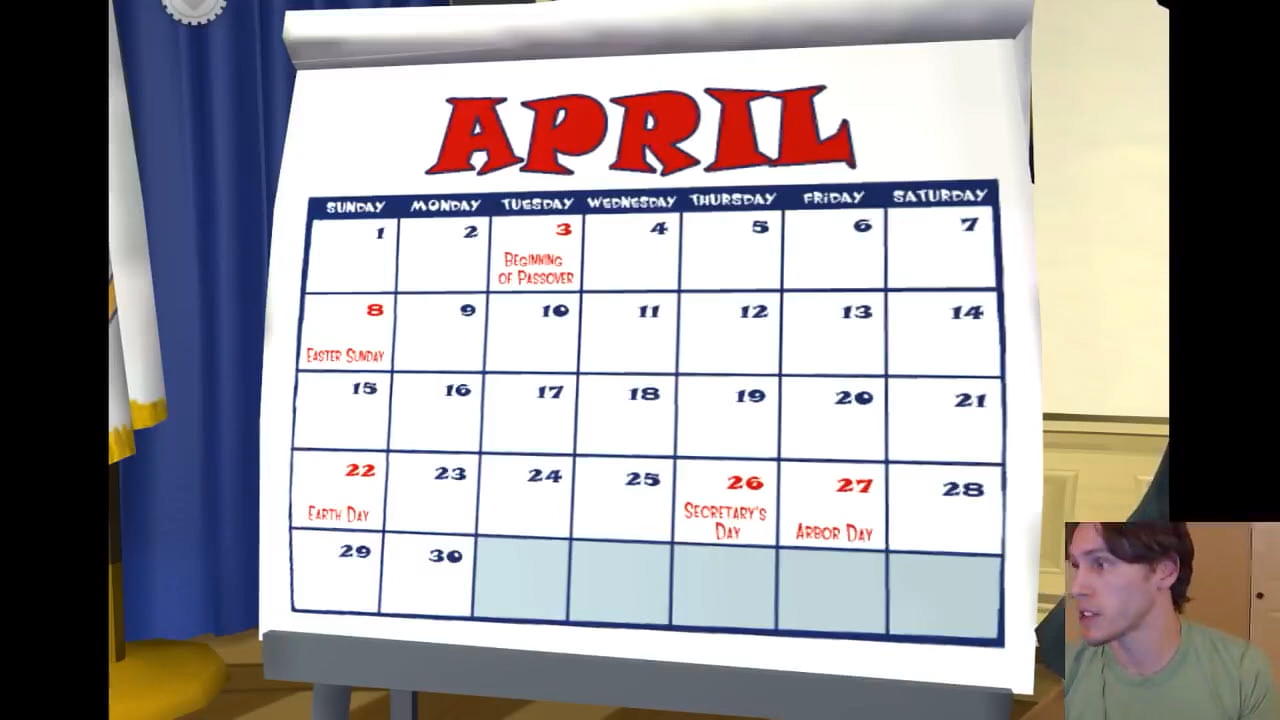 APRIL
SUNDAY MONDAY TUESDAY WEDNESDAY THURSDAY FRIDAY SATURDAY
1 2 3 4 5 6 7
BEGINNING
OF PASSOVER
8 9 10 11 12 13 14
EASTER SUNDAY
15 16 17 18 19 20 21
22 23 24 25 26 27 28
EARTH DAY
SECRETARY'S
DAY
ARBOR DAY
29 30